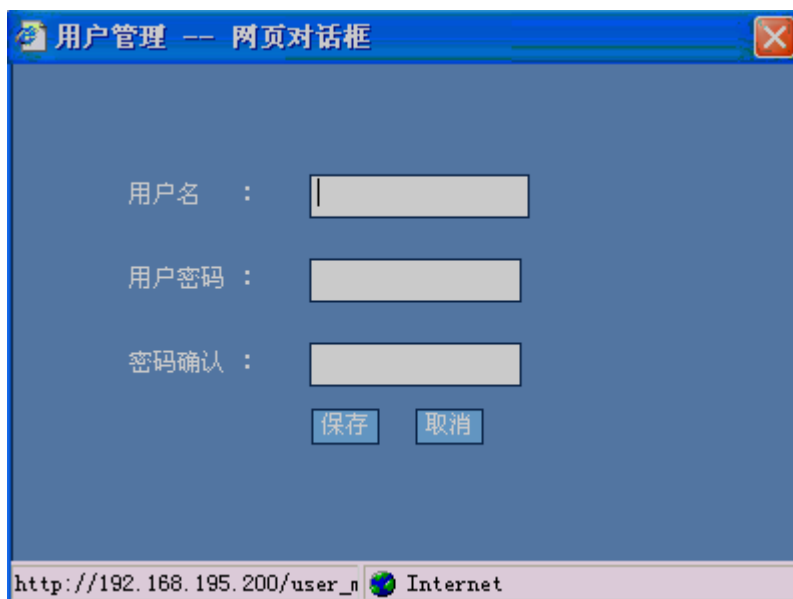 用户管理 -- 网页对话框
用户名 :
用户密码 :
密码确认 :
保存 取消
http://192.168.195.200/user_ Internet